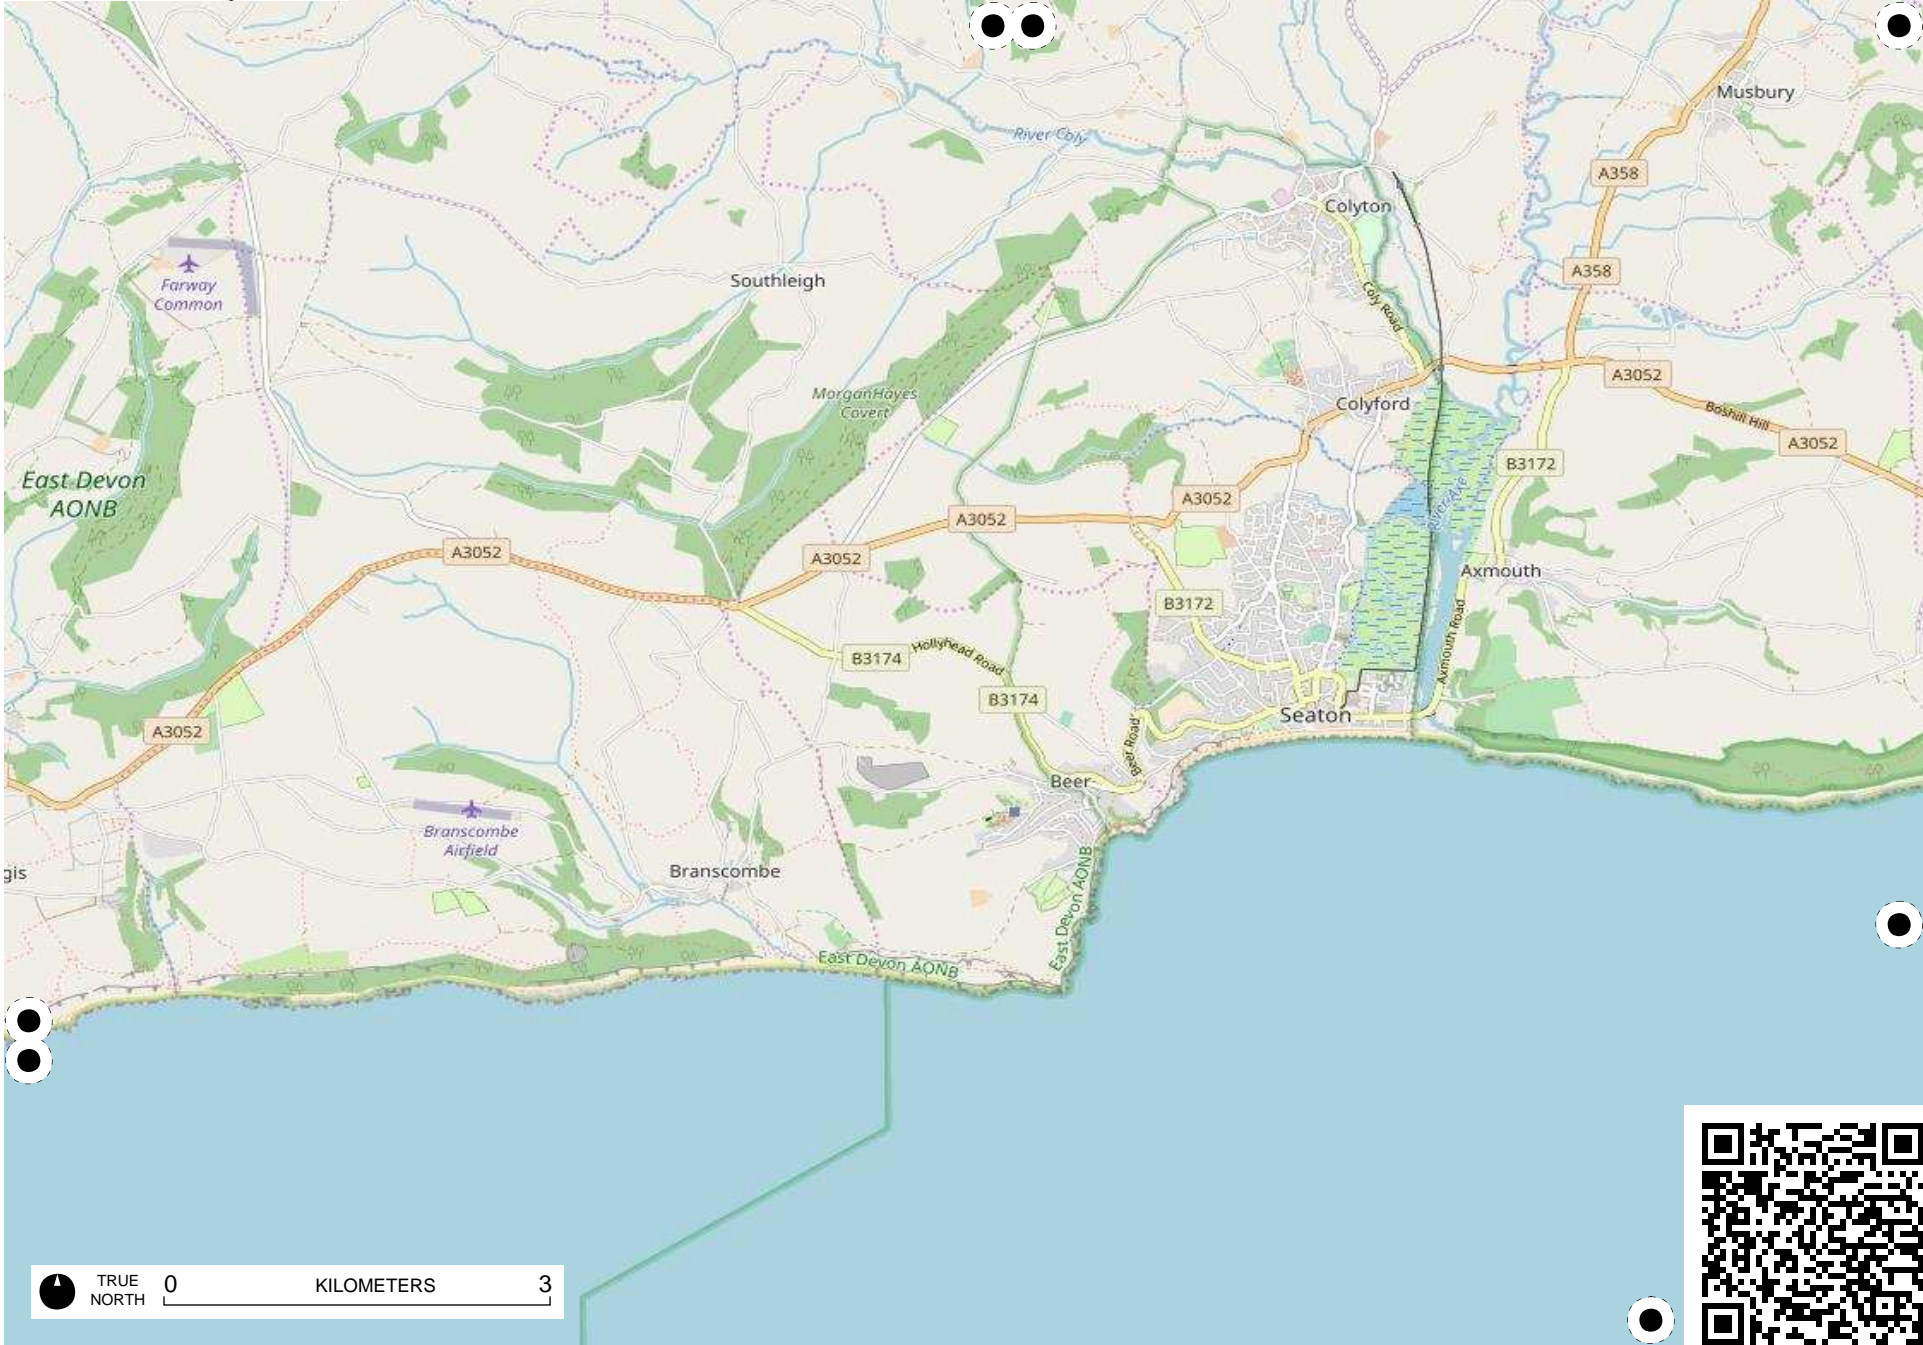 Musbury
River Coly
A358
Colyton
A358
Southleigh
Farway
Common
Coly Road
A3052
MorganHayes
Covert
Colyford
Boshill Hill
A3052
B3172
East Devon
AONB
A3052
River Axe
A3052
A3052
A3052
Axmouth
B3172
Axmouth Road
B3174
Hollyhead Road
B3174
Seaton
A3052
Beer Road
Beer
Branscombe
Airfield
Branscombe
gis
East Devon AONB
East Devon AONB
TRUE
NORTH
0 KILOMETERS 3